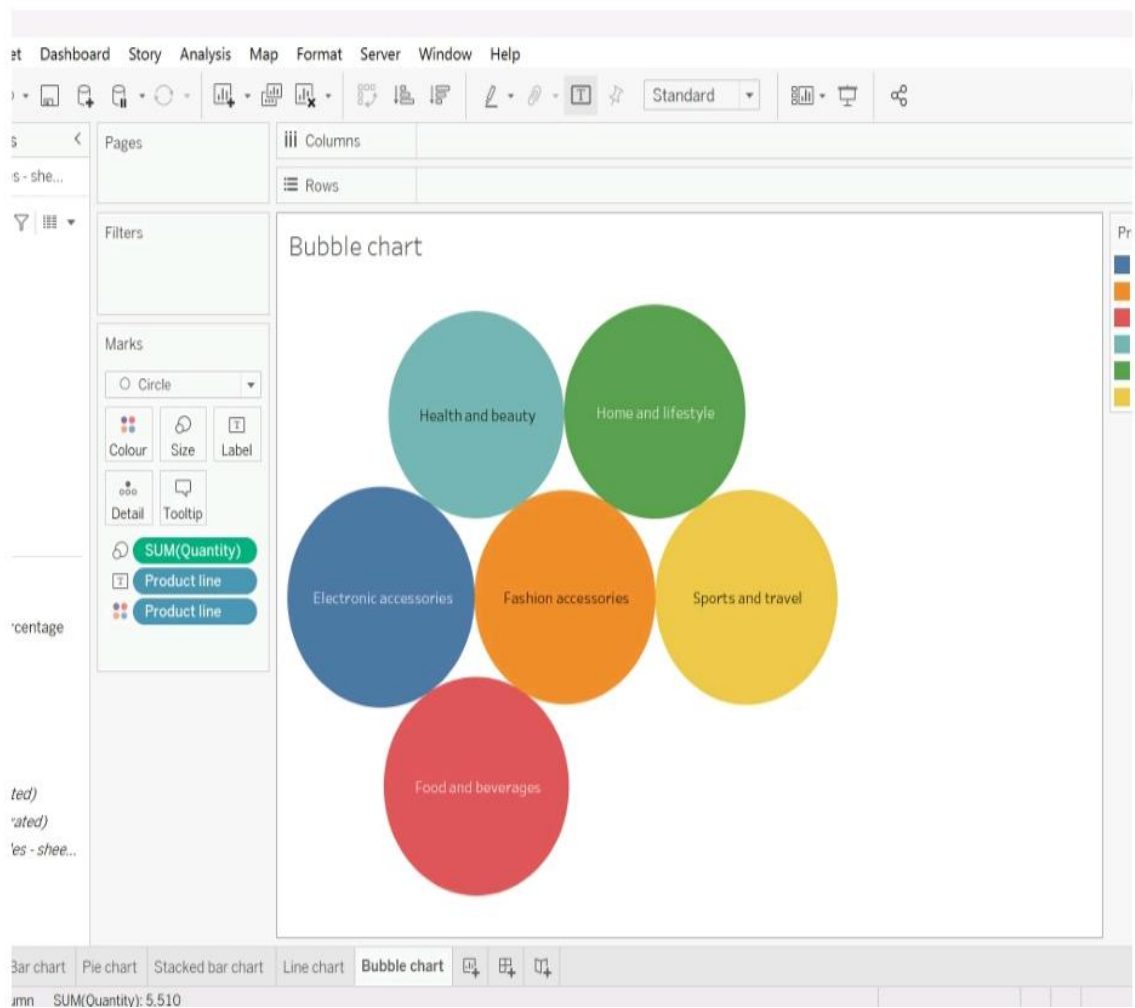 et Dashboard Story Analysis Map Format Server Window Help
Standard
s
Pages
iii Columns
s - she...
Rows
Filters
Bubble chart
Pr
Marks
Circle
Colour Size Label
Detail Tooltip
SUM(Quantity)
Product line
Product line
Health and beauty
Home and lifestyle
Electronic accessories
Fashion accessories
Sports and travel
Food and beverages
rcentage
ted)
rated)
les - shee...
Bar chart Pie chart Stacked bar chart Line chart Bubble chart
umn SUM(Quantity): 5,510